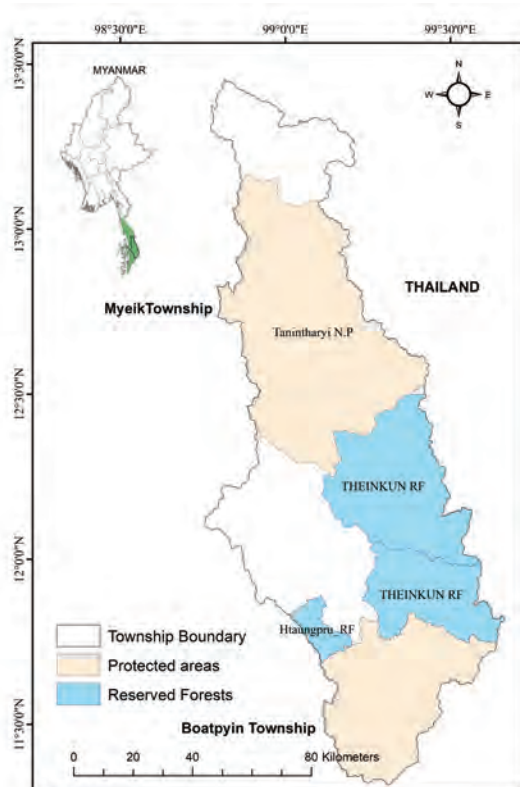 98°30'0"E 99°0'0"E 99°30'0"E
13°30'0"N
MYANMAR
N
W E
S
13°0'0"N
THAILAND
MyeikTownship
Tanintharyi N.P
12°30'0"N
THEINKUN RF
12°0'0"N
THEINKUN RF
Htaungpru RF
Township Boundary
Protected areas
Reserved Forests
11°30'0"N
Boatpyin Township
0 20 40 60 80 Kilometers